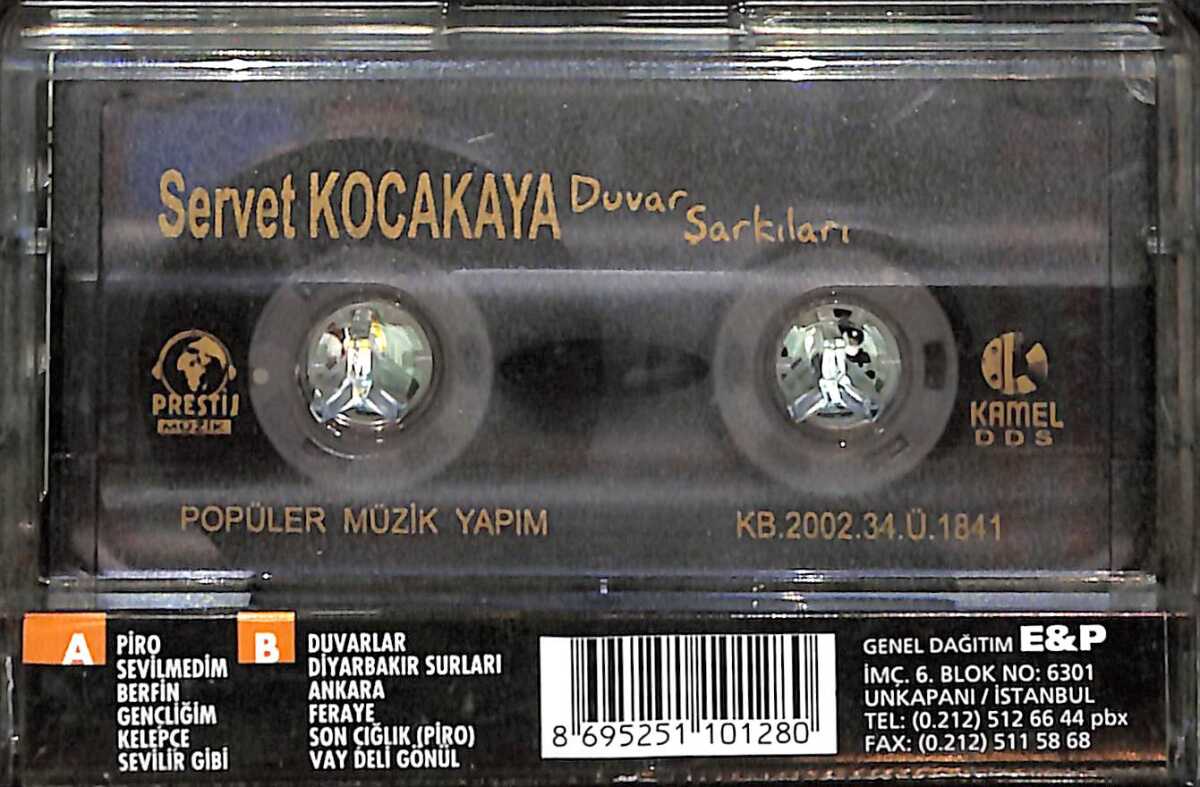 Servet KOCAKAYA Duvar Şarkıları
PRESTİJ
MÜZİK
KAMEL
DDS
POPÜLER MÜZİK YAPIM
KB.2002.34.Ü.1841
A
PİRO
SEVİLMEDİM
BERFİN
GENÇLİĞİM
KELEPCE
SEVİLİR GİBİ
B
DUVARLAR
DİYARBAKIR SURLARI
ANKARA
FERAYE
SON ÇIĞLIK (PİRO)
VAY DELİ GÖNÜL
8 695251 101280
GENEL DAĞITIM E&P
İMÇ. 6. BLOK NO: 6301
UNKAPANI / İSTANBUL
TEL: (0.212) 512 66 44 pbx
FAX: (0.212) 511 58 68